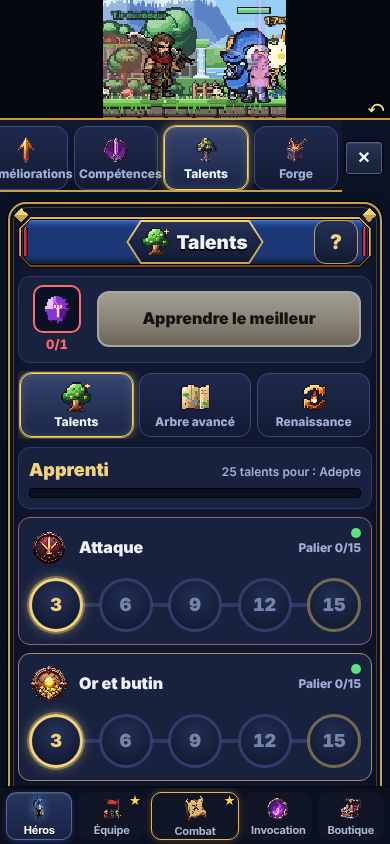 méliorations
Compétences
Talents
Forge
×
Talents
?
0/1
Apprendre le meilleur
Talents
Arbre avancé
Renaissance
Apprenti
25 talents pour : Adepte
Attaque
Palier 0/15
3 6 9 12 15
Or et butin
Palier 0/15
3 6 9 12 15
Héros
Équipe
Combat
Invocation
Boutique